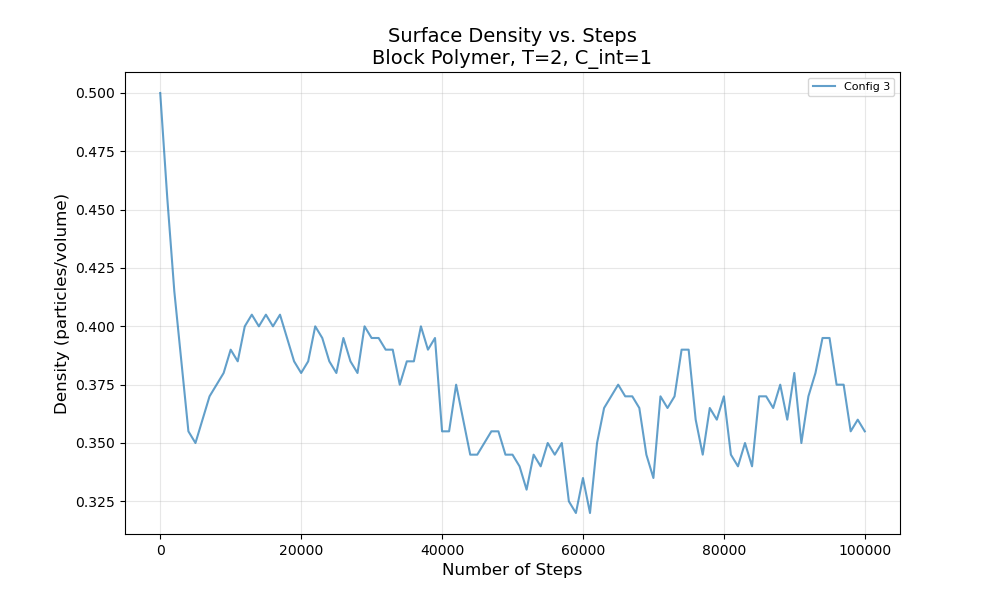 Surface Density vs. Steps
Block Polymer, T=2, C_int=1
Config 3
Density (particles/volume)
0.500
0.475
0.450
0.425
0.400
0.375
0.350
0.325
0 20000 40000 60000 80000 100000
Number of Steps